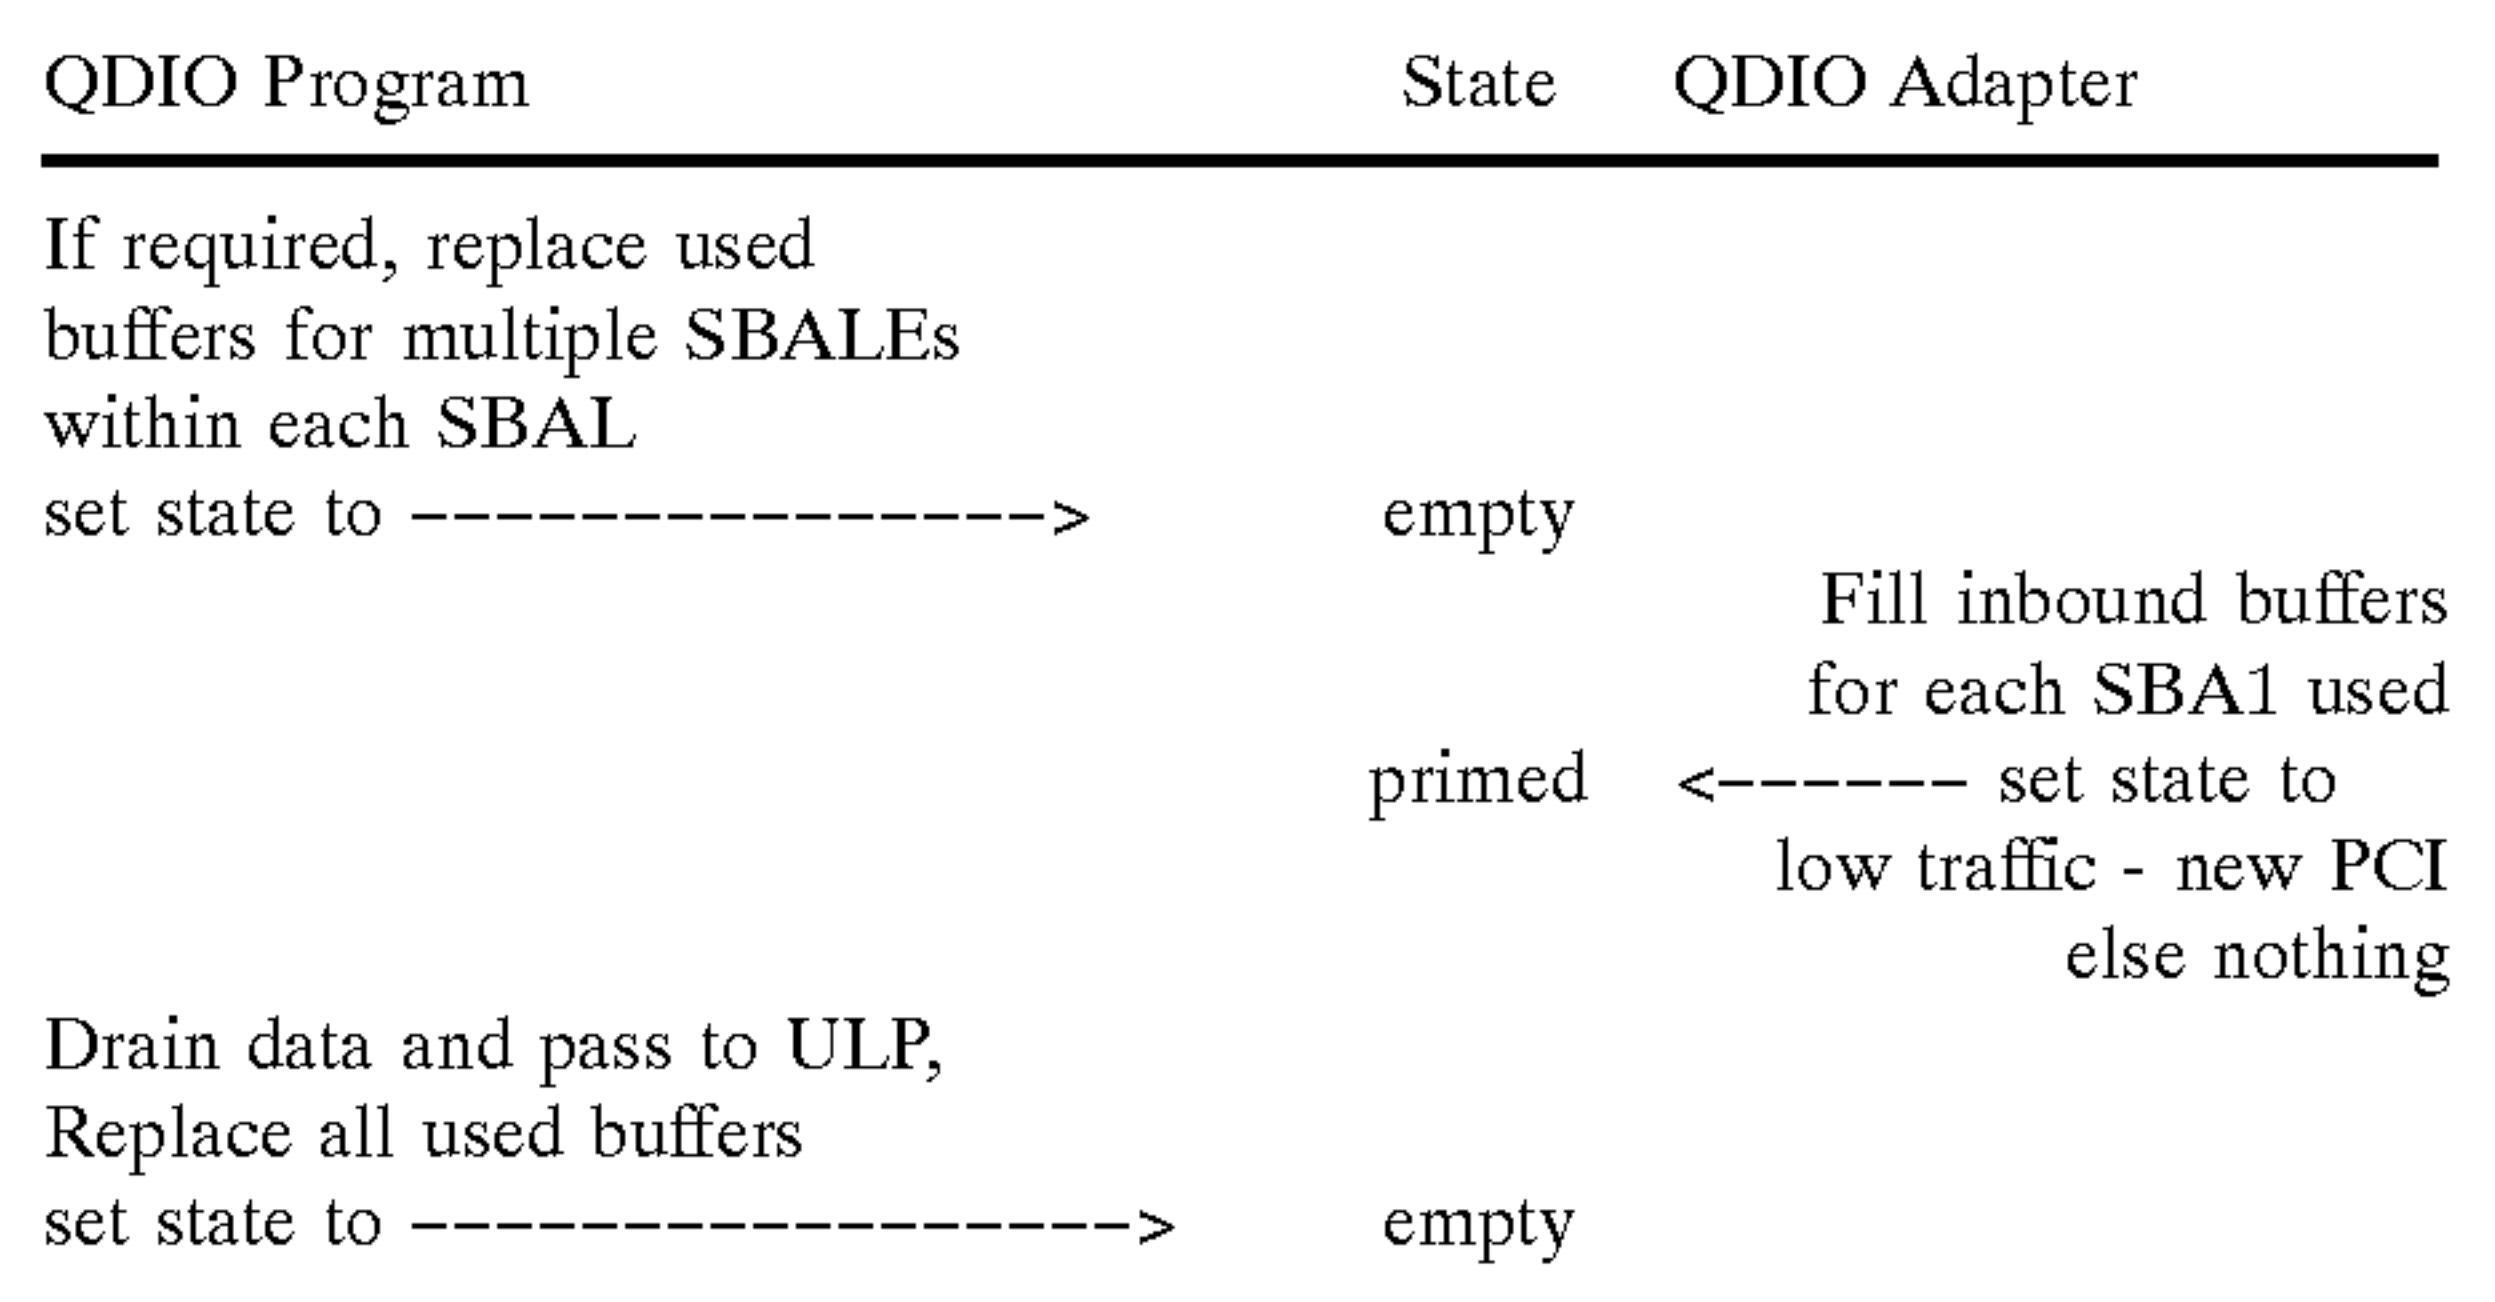 QDIO Program State QDIO Adapter
If required, replace used
buffers for multiple SBALEs
within each SBAL
set state to ---------------> empty
Fill inbound buffers
for each SBA1 used
primed <------ set state to
low traffic - new PCI
else nothing
Drain data and pass to ULP,
Replace all used buffers
set state to -----------------> empty